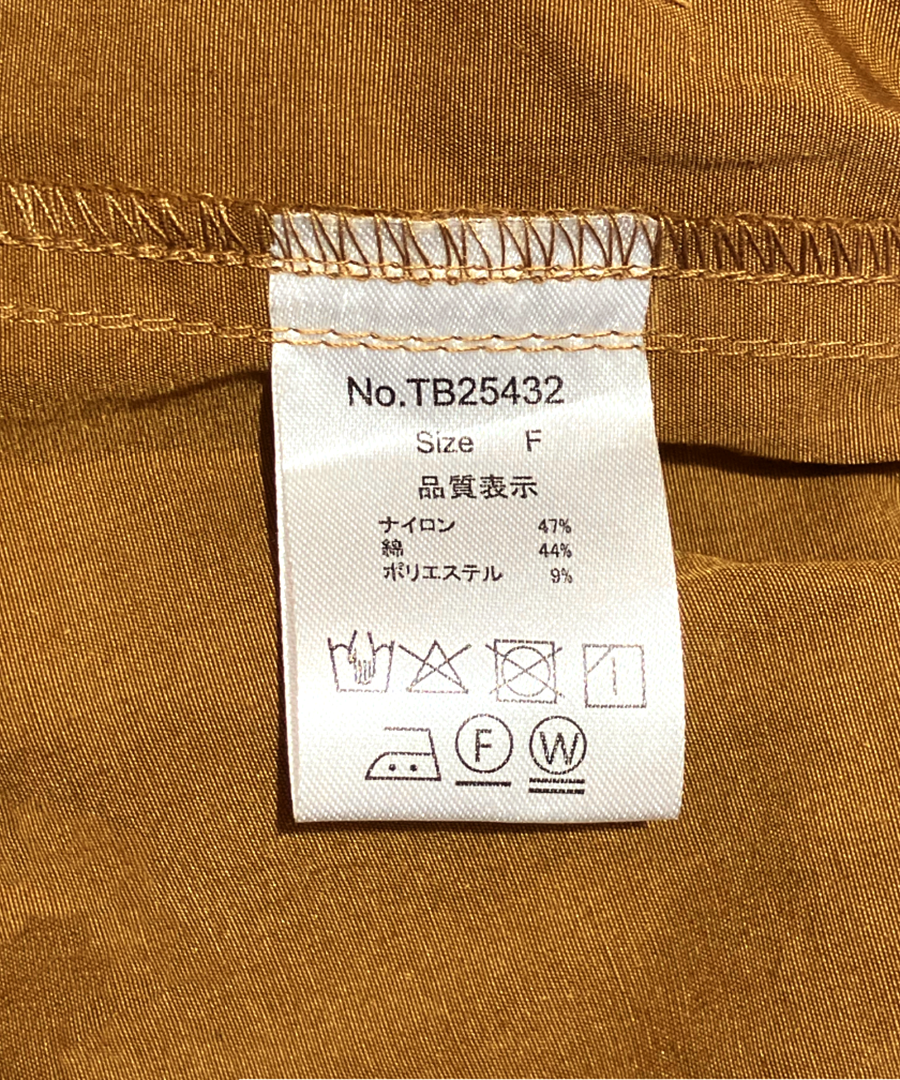 No.TB25432
Size F
品質表示
ナイロン 47%
綿 44%
ポリエステル 9%
F W